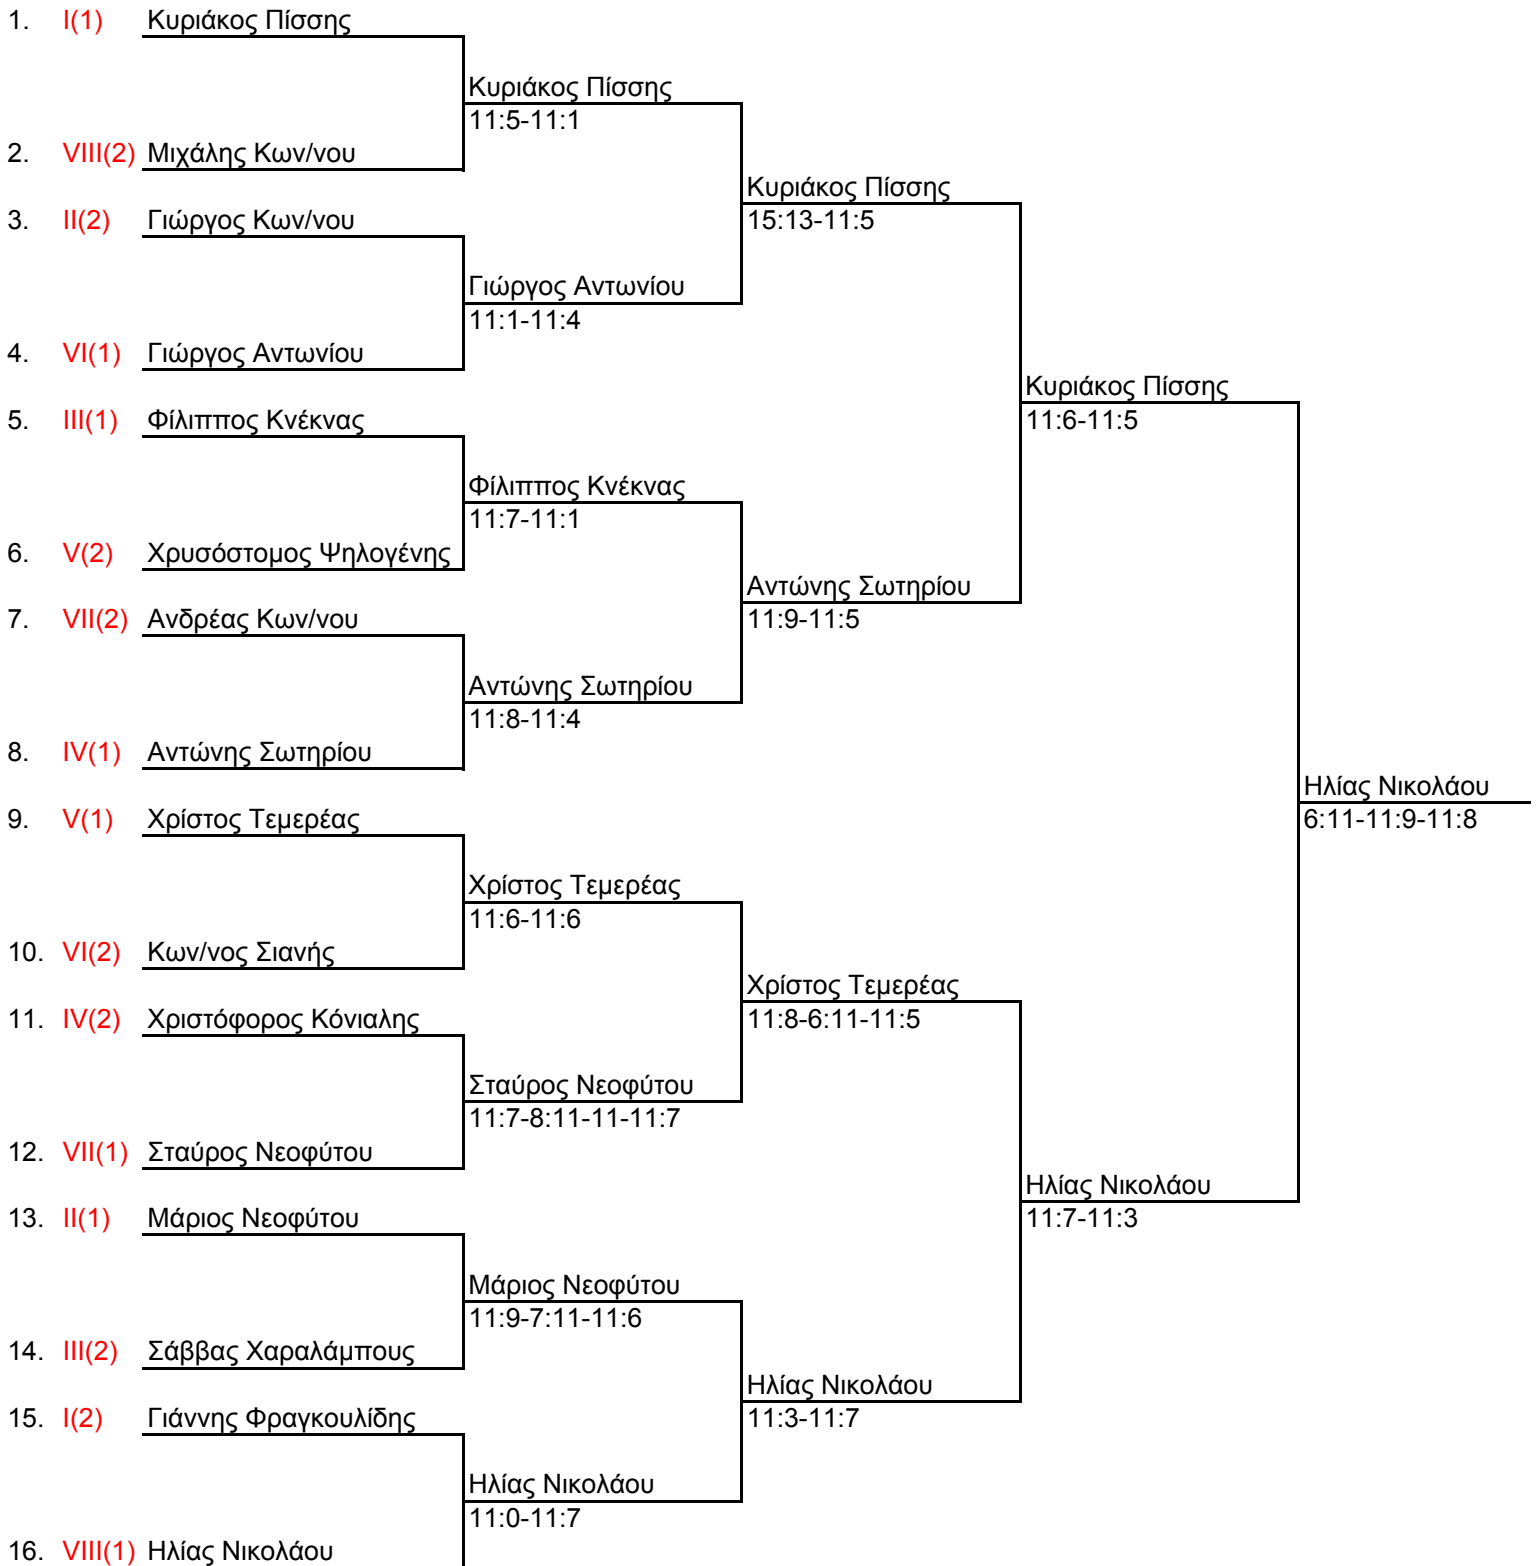 1. I(1) Κυριάκος Πίσσης
Κυριάκος Πίσσης
11:5-11:1
2. VIII(2) Μιχάλης Κων/νου
Κυριάκος Πίσσης
3. II(2) Γιώργος Κων/νου
15:13-11:5
Γιώργος Αντωνίου
11:1-11:4
4. VI(1) Γιώργος Αντωνίου
Κυριάκος Πίσσης
5. III(1) Φίλιππος Κνέκνας
11:6-11:5
Φίλιππος Κνέκνας
11:7-11:1
6. V(2) Χρυσόστομος Ψηλογένης
Αντώνης Σωτηρίου
7. VII(2) Ανδρέας Κων/νου
11:9-11:5
Αντώνης Σωτηρίου
11:8-11:4
8. IV(1) Αντώνης Σωτηρίου
Ηλίας Νικολάου
9. V(1) Χρίστος Τεμερέας
6:11-11:9-11:8
Χρίστος Τεμερέας
11:6-11:6
10. VI(2) Κων/νος Σιανής
Χρίστος Τεμερέας
11. IV(2) Χριστόφορος Κόνιαλης
11:8-6:11-11:5
Σταύρος Νεοφύτου
11:7-8:11-11-11:7
12. VII(1) Σταύρος Νεοφύτου
Ηλίας Νικολάου
13. II(1) Μάριος Νεοφύτου
11:7-11:3
Μάριος Νεοφύτου
11:9-7:11-11:6
14. III(2) Σάββας Χαραλάμπους
Ηλίας Νικολάου
15. I(2) Γιάννης Φραγκουλίδης
11:3-11:7
Ηλίας Νικολάου
11:0-11:7
16. VIII(1) Ηλίας Νικολάου